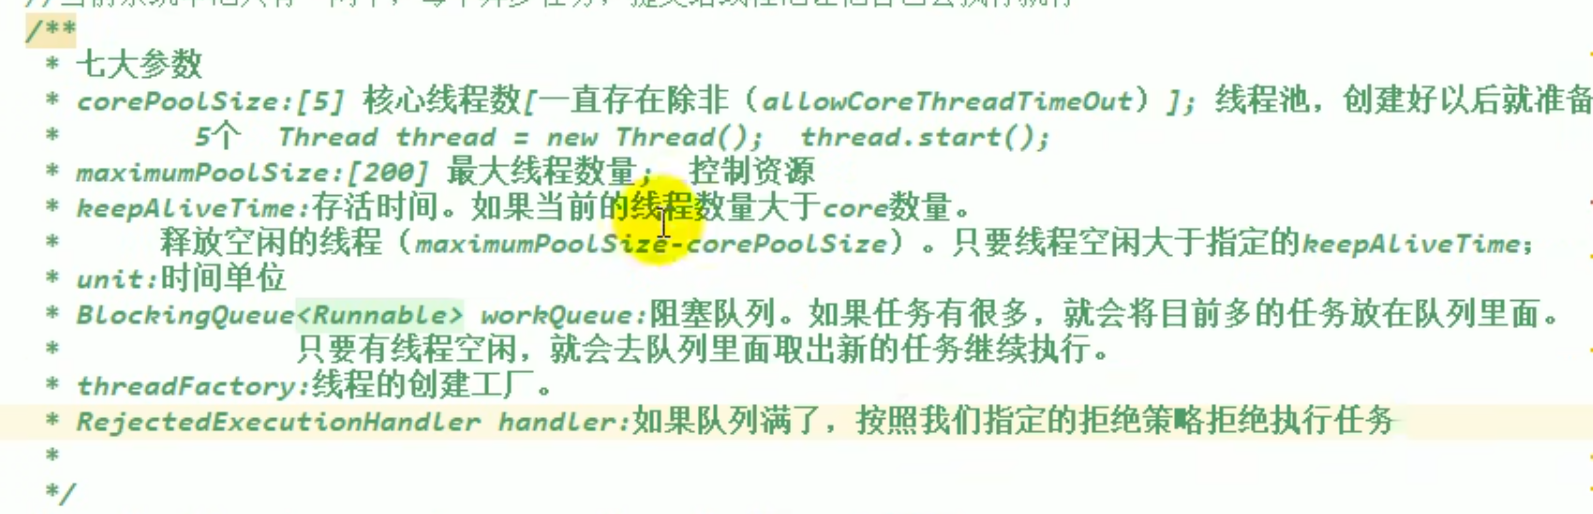 /**
* 七大参数
* corePoolSize:[5] 核心线程数[一直存在除非（allowCoreThreadTimeOut）]; 线程池，创建好以后就准备
* 5个 Thread thread = new Thread(); thread.start();
* maximumPoolSize:[200] 最大线程数量; 控制资源
* keepAliveTime:存活时间。如果当前的线程数量大于core数量。
* 释放空闲的线程（maximumPoolSize-corePoolSize）。只要线程空闲大于指定的keepAliveTime;
* unit:时间单位
* BlockingQueue<Runnable> workQueue:阻塞队列。如果任务有很多，就会将目前多的任务放在队列里面。
* 只要有线程空闲，就会去队列里面取出新的任务继续执行。
* threadFactory:线程的创建工厂。
* RejectedExecutionHandler handler:如果队列满了，按照我们指定的拒绝策略拒绝执行任务
*
*/